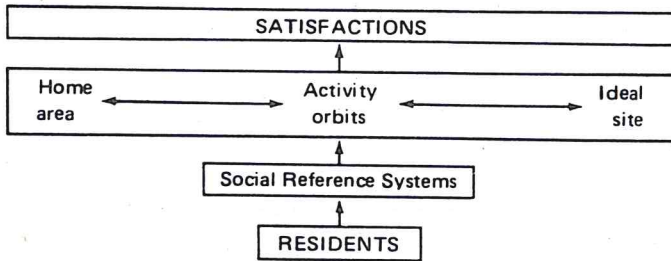 SATISFACTIONS
Home area
Activity orbits
Ideal site
Social Reference Systems
RESIDENTS